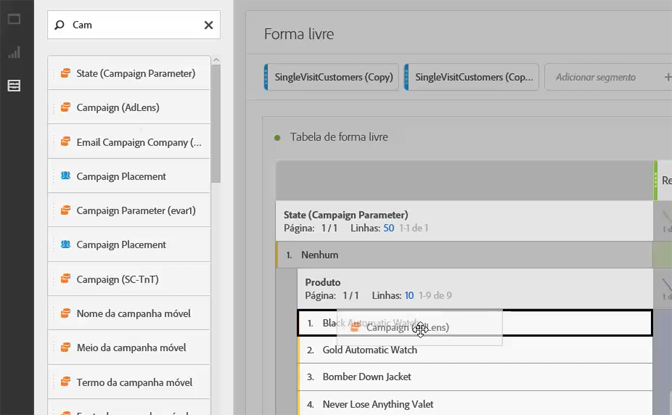 Cam
State (Campaign Parameter)
Campaign (AdLens)
Email Campaign Company (...
Campaign Placement
Campaign Parameter (evar1)
Campaign Placement
Campaign (SC-TnT)
Nome da campanha móvel
Meio da campanha móvel
Termo da campanha móvel
Forma livre
SingleVisitCustomers (Copy)
SingleVisitCustomers (Cop...
Adicionar segmento
Tabela de forma livre
Re
State (Campaign Parameter)
Página: 1 / 1 Linhas: 50 1-1 de 1
1. Nenhum
Produto
Página: 1 / 1 Linhas: 10 1-9 de 9
1. Black Automatic Watch
Campaign (AdLens)
2. Gold Automatic Watch
3. Bomber Down Jacket
4. Never Lose Anything Valet